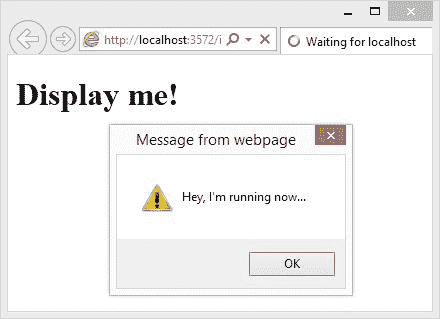 http://localhost:3572/i
Waiting for localhost
Display me!
Message from webpage
Hey, I'm running now...
OK